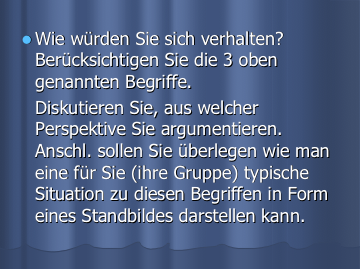 Wie würden Sie sich verhalten?
Berücksichtigen Sie die 3 oben
genannten Begriffe.
Diskutieren Sie, aus welcher
Perspektive Sie argumentieren.
Anschl. sollen Sie überlegen wie man
eine für Sie (ihre Gruppe) typische
Situation zu diesen Begriffen in Form
eines Standbildes darstellen kann.